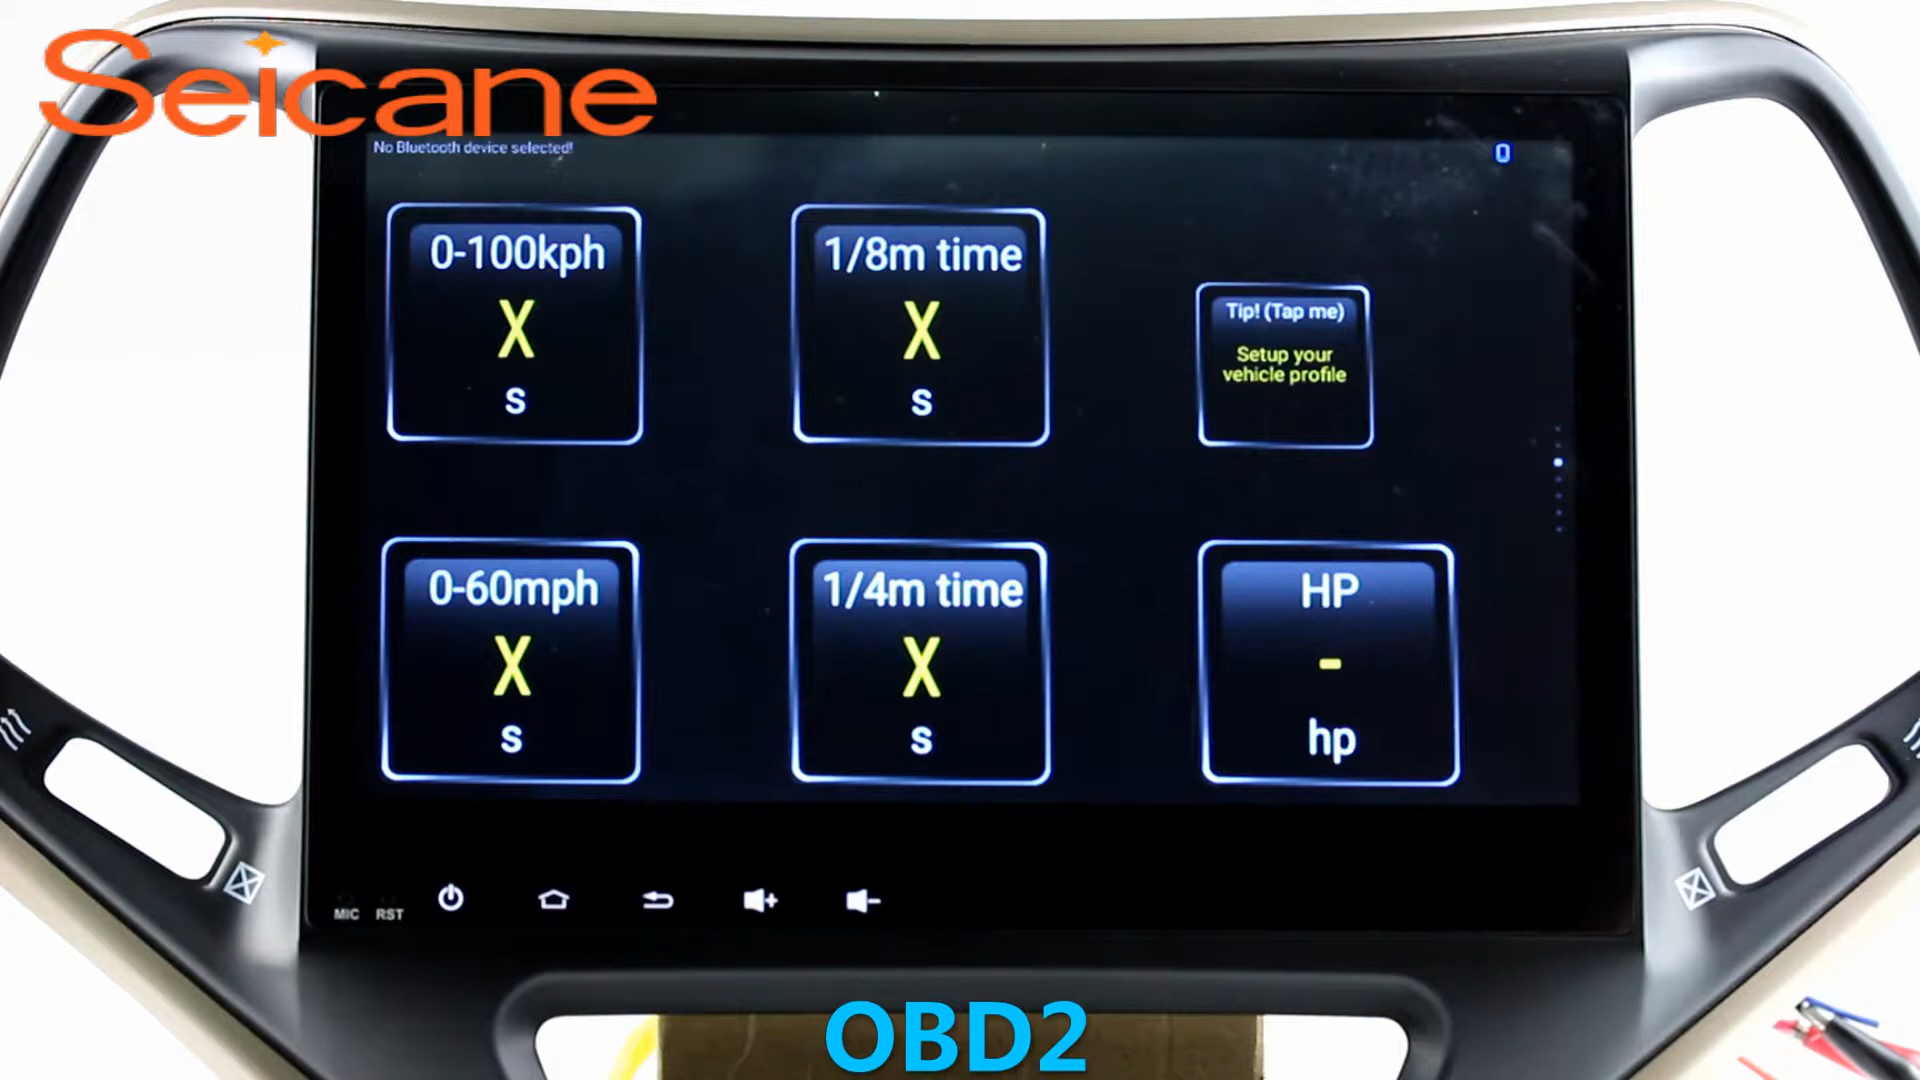 Seicane
No Bluetooth device selected!
0-100kph
X
s
1/8m time
X
s
Tip! (Tap me)
Setup your
vehicle profile
0-60mph
X
s
1/4m time
X
s
HP
-
hp
MIC RST
OBD2